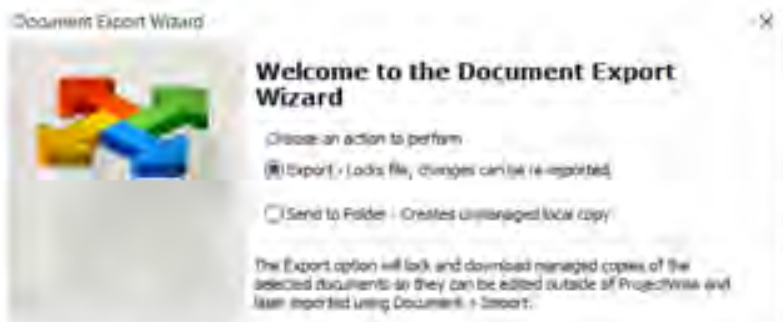 Document Export Wizard
Welcome to the Document Export
Wizard
Choose an action to perform
Export - Locks file, changes can be re-imported
Send to Folder - Creates unmanaged local copy
The Export option will lock and download managed copies of the
selected documents so they can be edited outside of ProjectWise and
later imported using Document > Import.